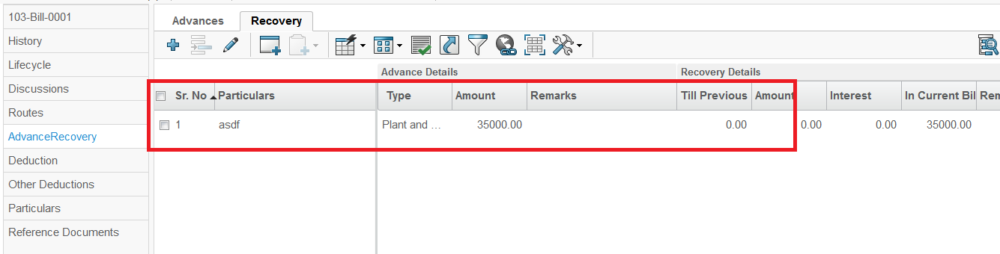 103-Bill-0001
History
Lifecycle
Discussions
Routes
AdvanceRecovery
Deduction
Other Deductions
Particulars
Reference Documents
Advances Recovery
Advance Details Recovery Details
Sr. No Particulars Type Amount Remarks Till Previous Amount Interest In Current Bil Rem
1 asdf Plant and ... 35000.00 0.00 0.00 0.00 35000.00